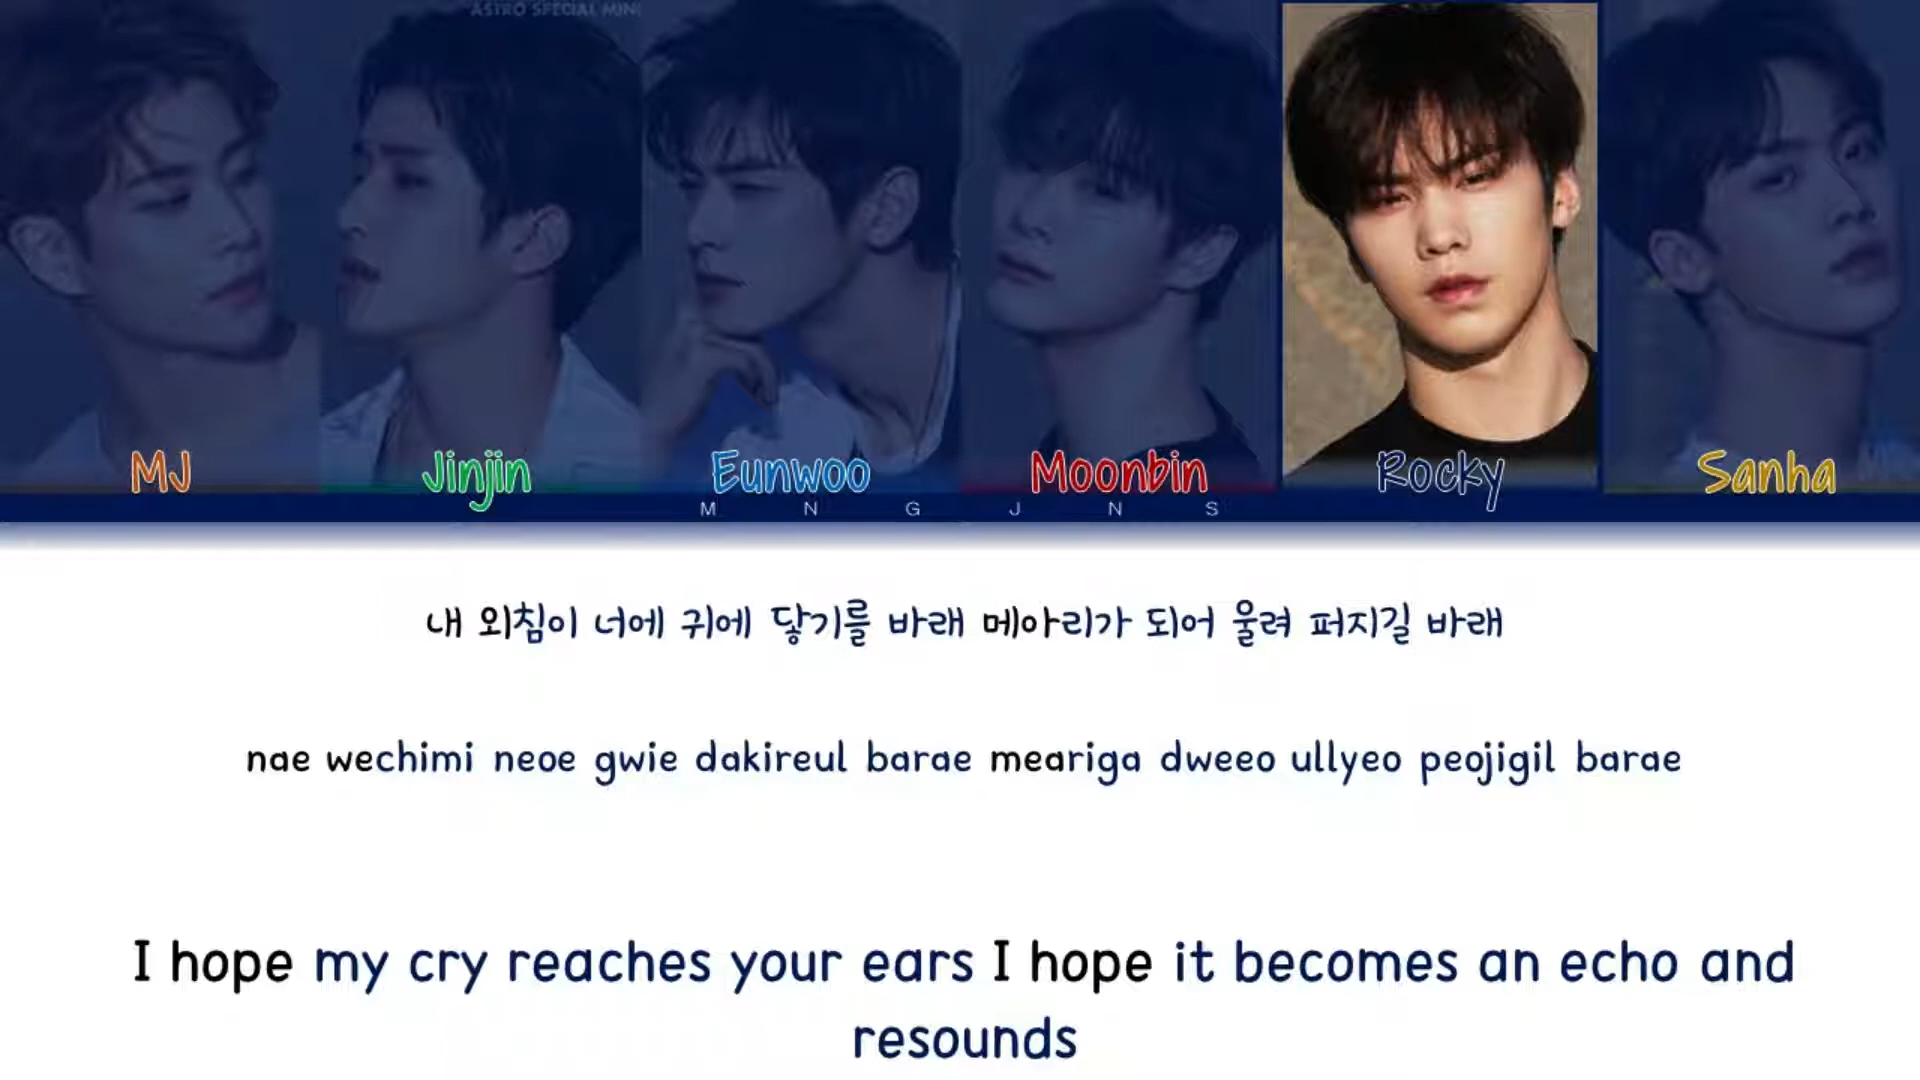 ASTRO SPECIAL MINI
MJ Jinjin Eunwoo Moonbin Rocky Sanha
M N G J N S
내 외침이 너에 귀에 닿기를 바래 메아리가 되어 울려 퍼지길 바래
nae wechimi neoe gwie dakireul barae meariga dweeo ullyeo peojigil barae
I hope my cry reaches your ears I hope it becomes an echo and
resounds